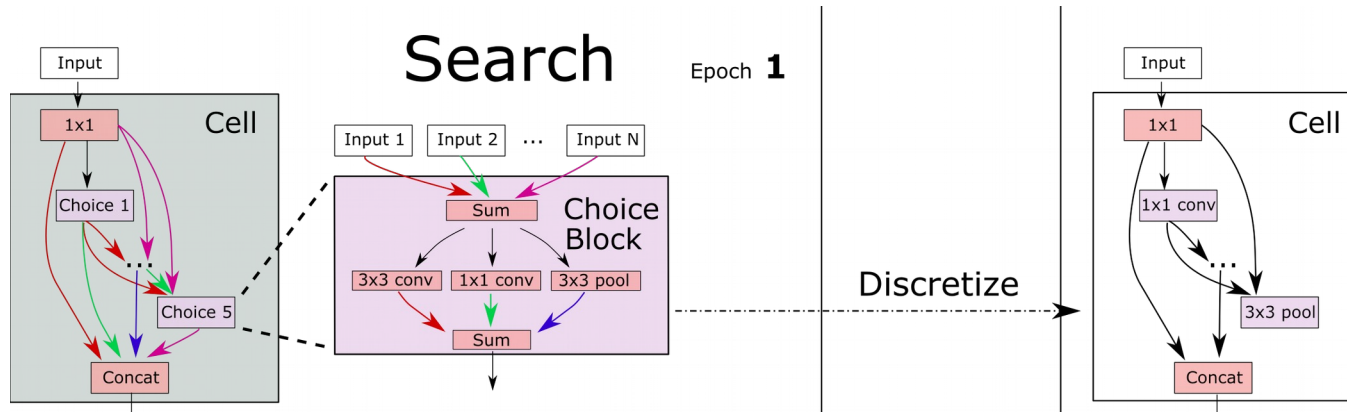 Search
Epoch 1
Input
Cell
1x1
Choice 1
...
Choice 5
Concat
Input 1
Input 2
...
Input N
Sum
Choice
Block
3x3 conv
1x1 conv
3x3 pool
Sum
Discretize
Input
Cell
1x1
1x1 conv
...
3x3 pool
Concat